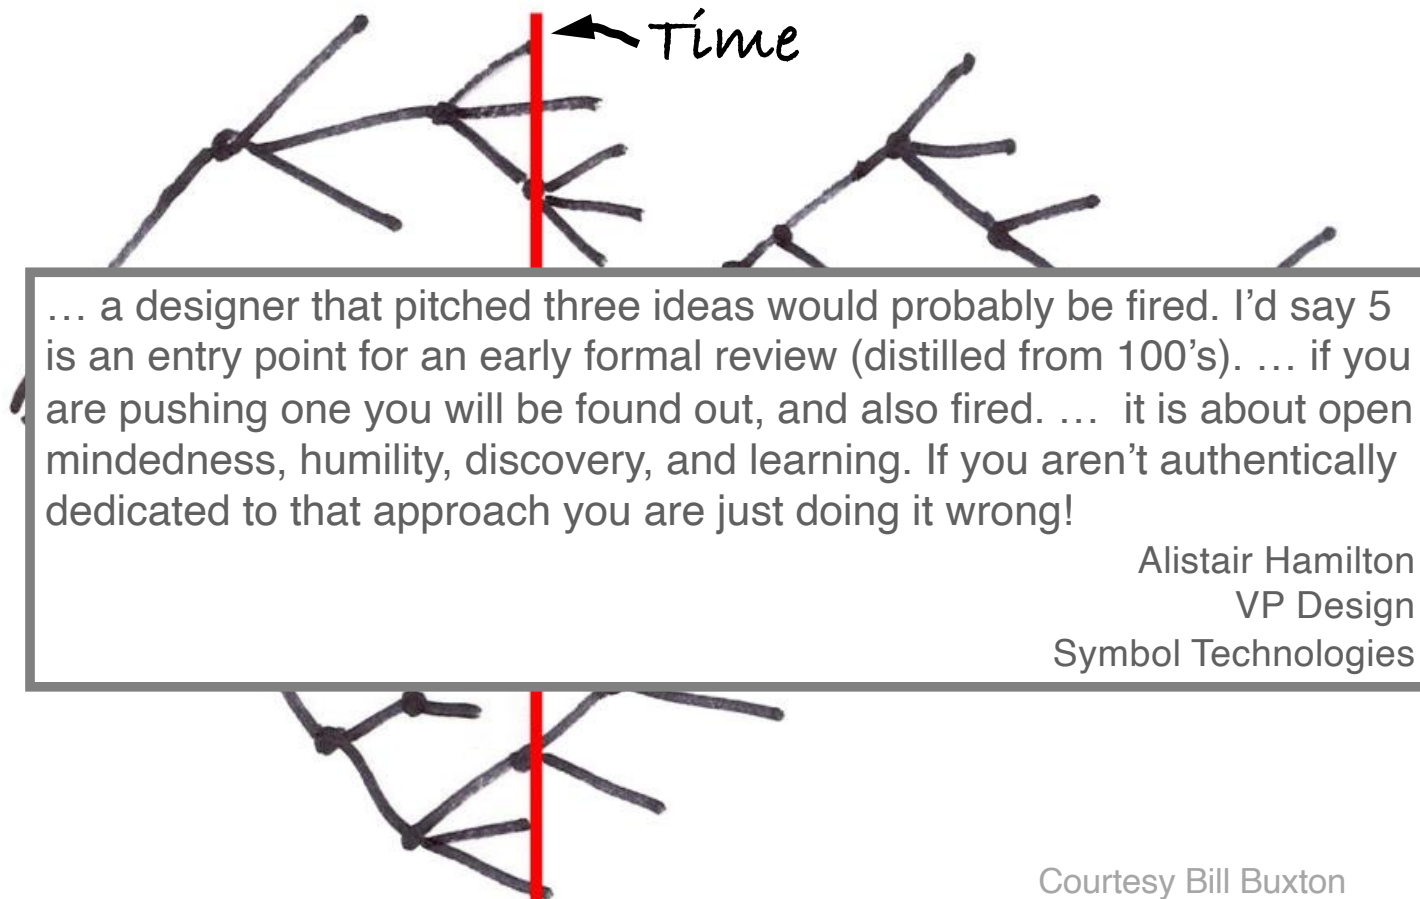 Time
… a designer that pitched three ideas would probably be fired. I’d say 5
is an entry point for an early formal review (distilled from 100’s). … if you
are pushing one you will be found out, and also fired. … it is about open
mindedness, humility, discovery, and learning. If you aren’t authentically
dedicated to that approach you are just doing it wrong!
Alistair Hamilton
VP Design
Symbol Technologies
Courtesy Bill Buxton